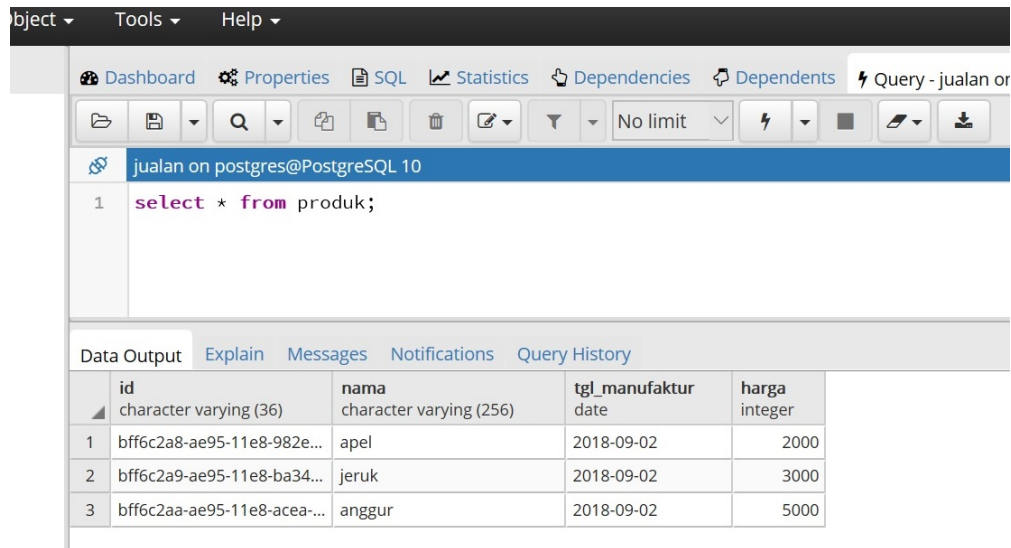 bject Tools Help
Dashboard Properties SQL Statistics Dependencies Dependents Query - jualan on
No limit
jualan on postgres@PostgreSQL 10
1 select * from produk;
Data Output Explain Messages Notifications Query History
id nama tgl_manufaktur harga
character varying (36) character varying (256) date integer
1 bff6c2a8-ae95-11e8-982e... apel 2018-09-02 2000
2 bff6c2a9-ae95-11e8-ba34... jeruk 2018-09-02 3000
3 bff6c2aa-ae95-11e8-acea-... anggur 2018-09-02 5000